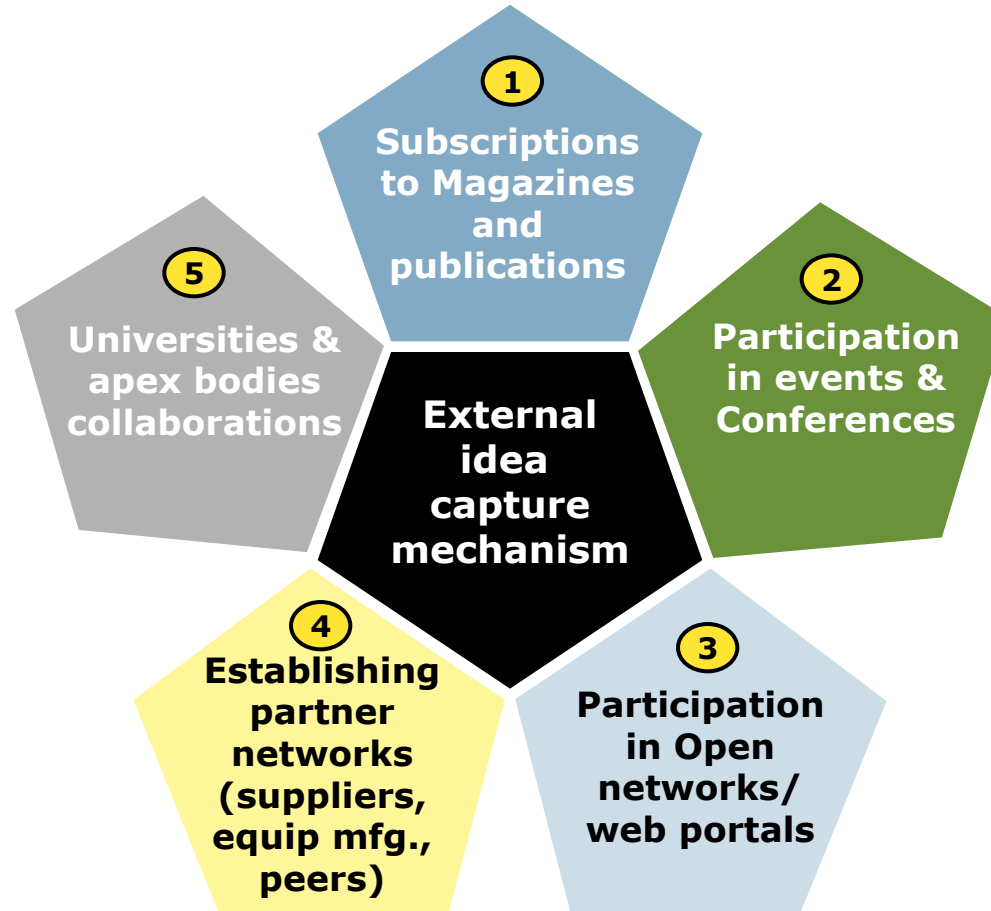 1
Subscriptions
to Magazines
and
publications
2
Participation
in events &
Conferences
3
Participation
in Open
networks/
web portals
4
Establishing
partner
networks
(suppliers,
equip mfg.,
peers)
5
Universities &
apex bodies
collaborations
External
idea
capture
mechanism